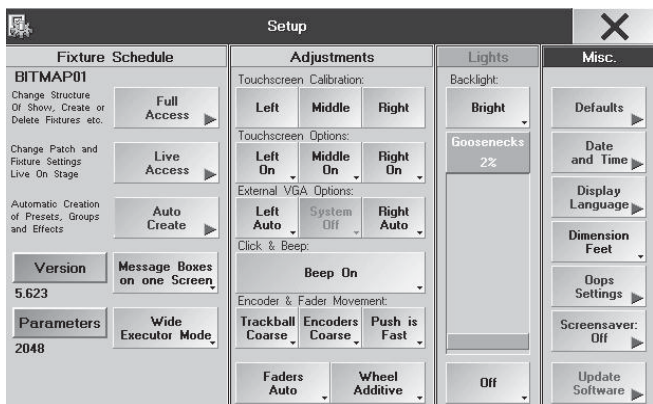 Setup
Fixture Schedule
BITMAP01
Change Structure
Of Show, Create or
Delete Fixtures etc.
Full
Access
Change Patch and
Fixture Settings
Live On Stage
Live
Access
Automatic Creation
of Presets, Groups
and Effects
Auto
Create
Version
5.623
Message Boxes
on one Screen
Parameters
2048
Wide
Executor Mode
Adjustments
Touchscreen Calibration:
Left
Middle
Right
Touchscreen Options:
Left
On
Middle
On
Right
On
External VGA Options:
Left
Auto
System
Off
Right
Auto
Click & Beep:
Beep On
Encoder & Fader Movement:
Trackball
Coarse
Encoders
Coarse
Push is
Fast
Faders
Auto
Wheel
Additive
Lights
Backlight:
Bright
Goosenecks
2%
Off
Misc.
Defaults
Date
and Time
Display
Language
Dimension
Feet
Oops
Settings
Screensaver:
Off
Update
Software